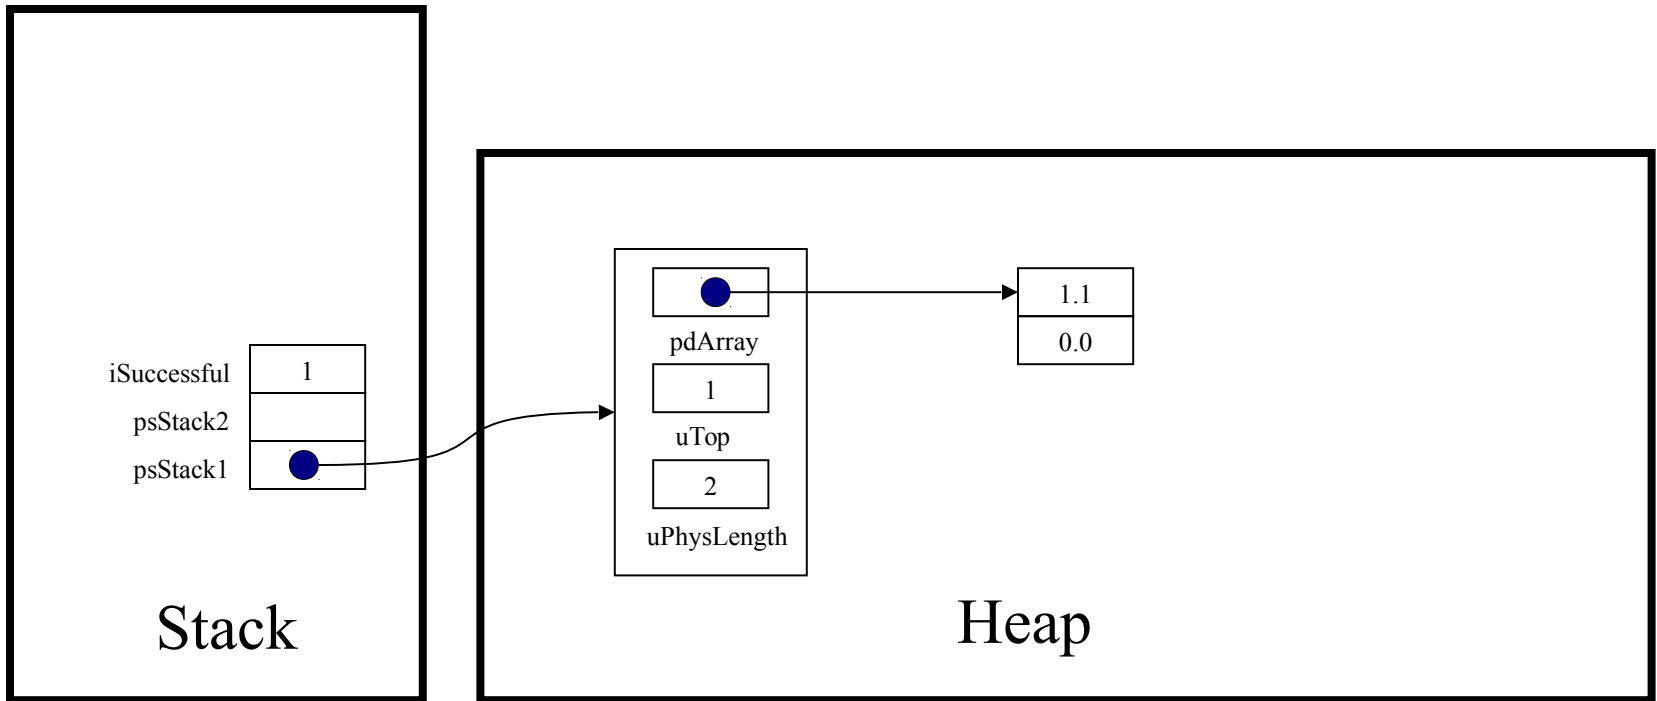 iSuccessful
1
psStack2
psStack1
Stack
pdArray
1
uTop
2
uPhysLength
1.1
0.0
Heap